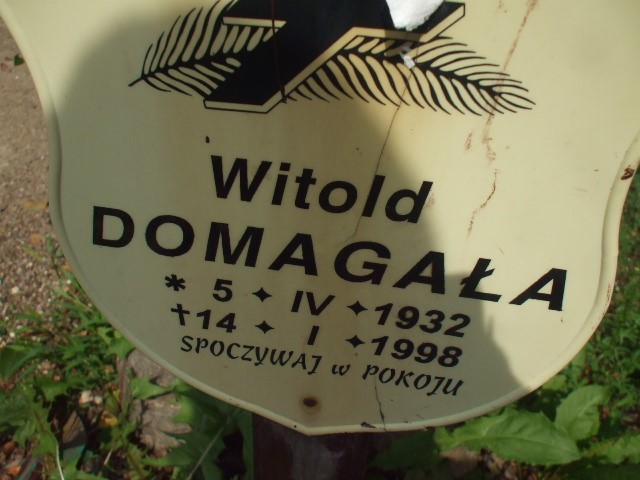 Witold
DOMAGAŁA
* 5 ✦ IV ✦ 1932
†14 ✦ I ✦ 1998
SPOCZYWAJ w POKOJU